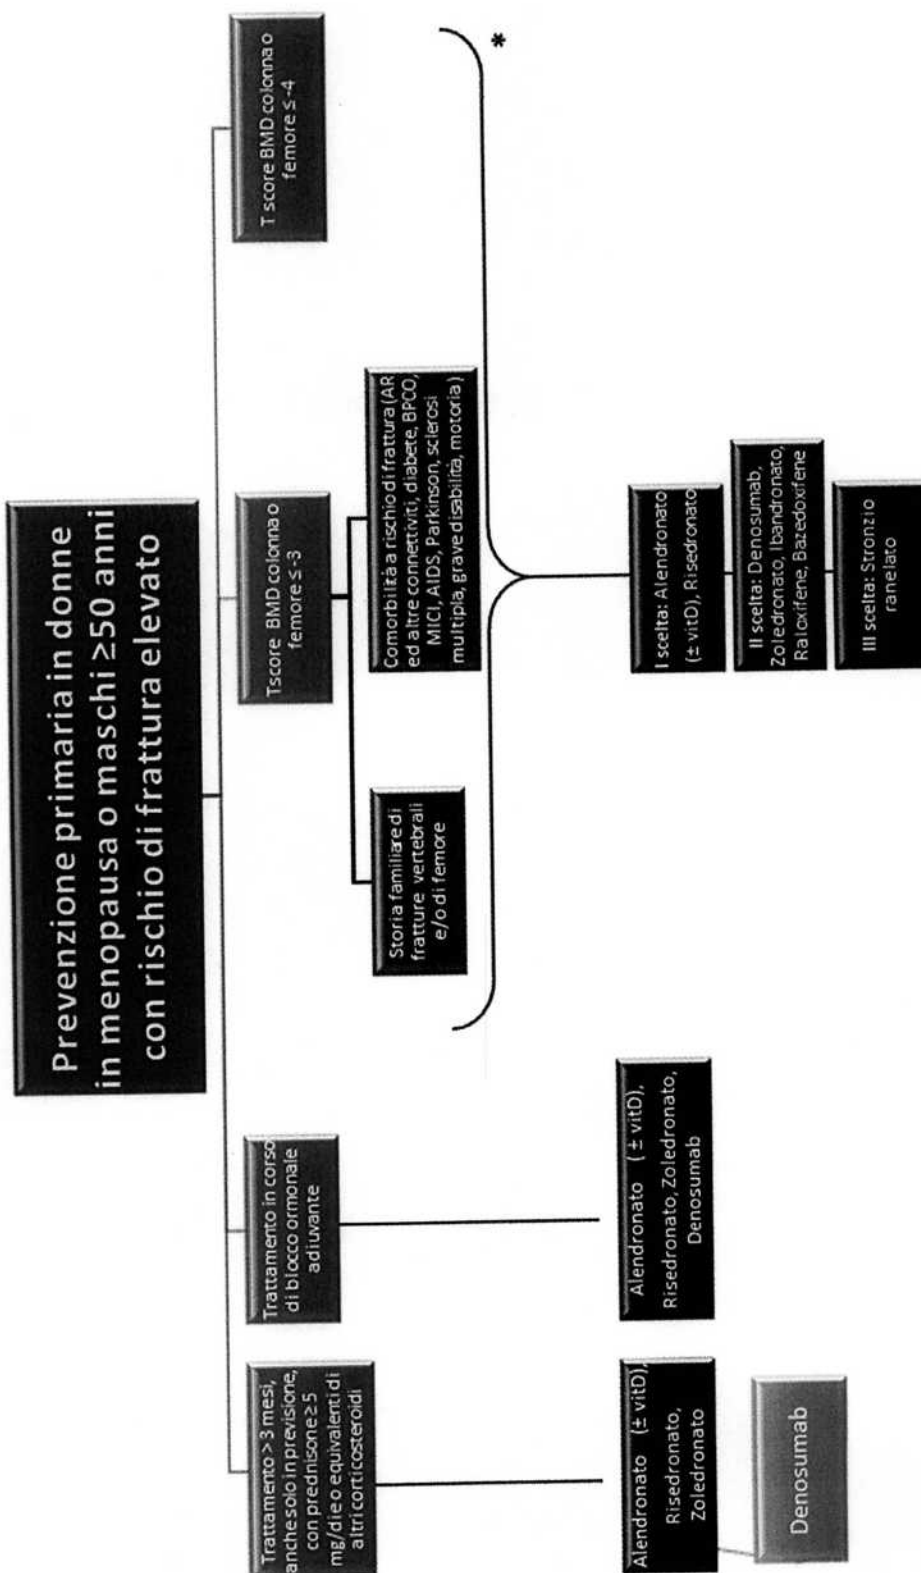 Prevenzione primaria in donne
in menopausa o maschi ≥50 anni
con rischio di frattura elevato
Trattamento > 3 mesi,
anche solo in previsione,
con prednisone ≥ 5
mg/die o equivalenti di
altri corticosteroidi
Trattamento in corso
di blocco ormonale
adiuvante
Tscore BMD colonna o
femore ≤ -3
T score BMD colonna o
femore ≤ -4
Storia familiare di
fratture vertebrali
e/o di femore
Comorbilità a rischio di frattura (AR
ed altre connettiviti, diabete, BPCO,
MICI, AIDS, Parkinson, sclerosi
multipla, grave disabilità, motoria)
*
Alendronato (± vitD),
Risedronato,
Zoledronato
Denosumab
Alendronato (± vitD),
Risedronato, Zoledronato,
Denosumab
I scelta: Alendronato
(± vitD), Risedronato
II scelta: Denosumab,
Zoledronato, Ibandronato,
Raloxifene, Bazedoxifene
III scelta: Stronzio
ranelato